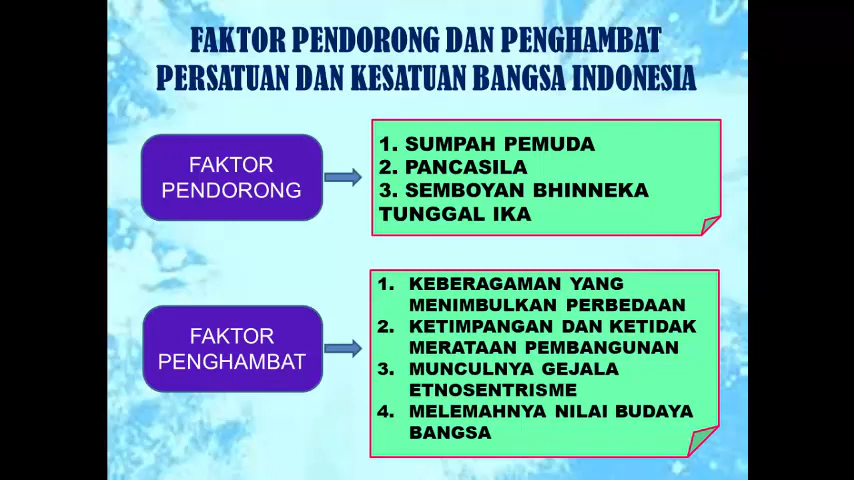 FAKTOR PENDORONG DAN PENGHAMBAT
PERSATUAN DAN KESATUAN BANGSA INDONESIA
FAKTOR
PENDORONG
1. SUMPAH PEMUDA
2. PANCASILA
3. SEMBOYAN BHINNEKA
TUNGGAL IKA
FAKTOR
PENGHAMBAT
1. KEBERAGAMAN YANG
MENIMBULKAN PERBEDAAN
2. KETIMPANGAN DAN KETIDAK
MERATAAN PEMBANGUNAN
3. MUNCULNYA GEJALA
ETNOSENTRISME
4. MELEMAHNYA NILAI BUDAYA
BANGSA